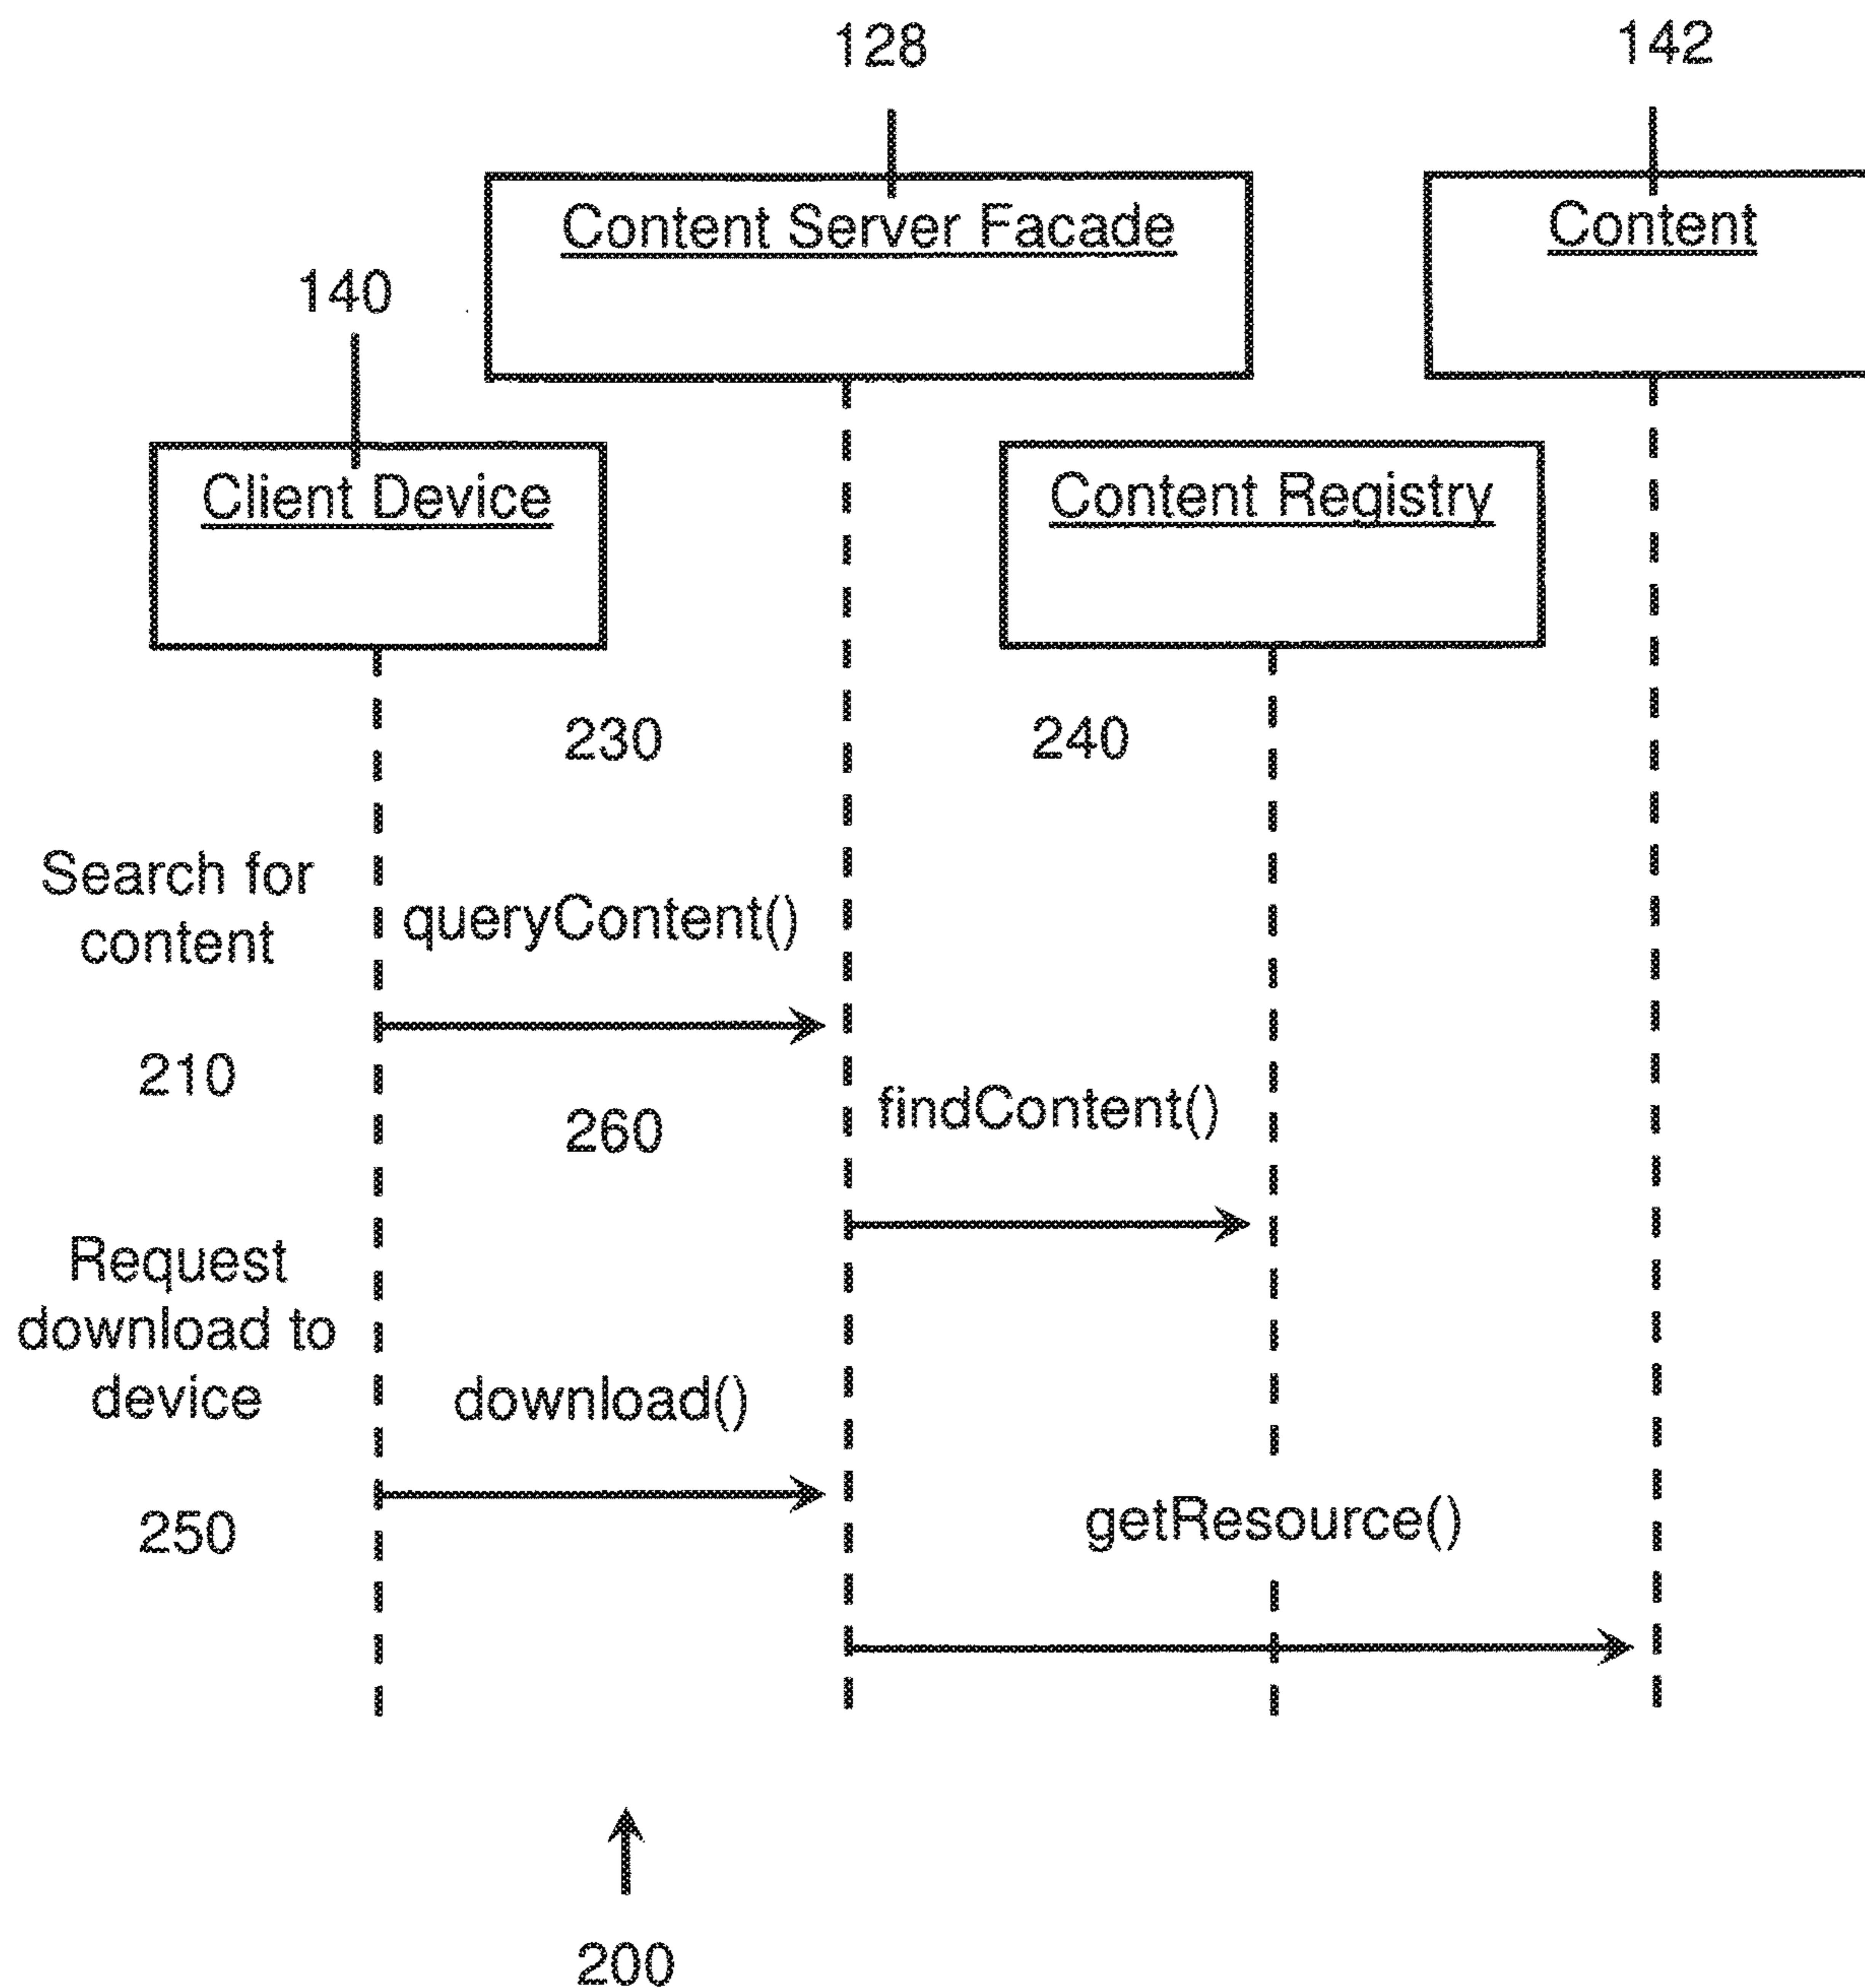 128
142
Content Server Facade
Content
140
Client Device
Content Registry
230
240
Search for
content
queryContent()
210
260
findContent()
Request
download to
device
download()
250
getResource()
200